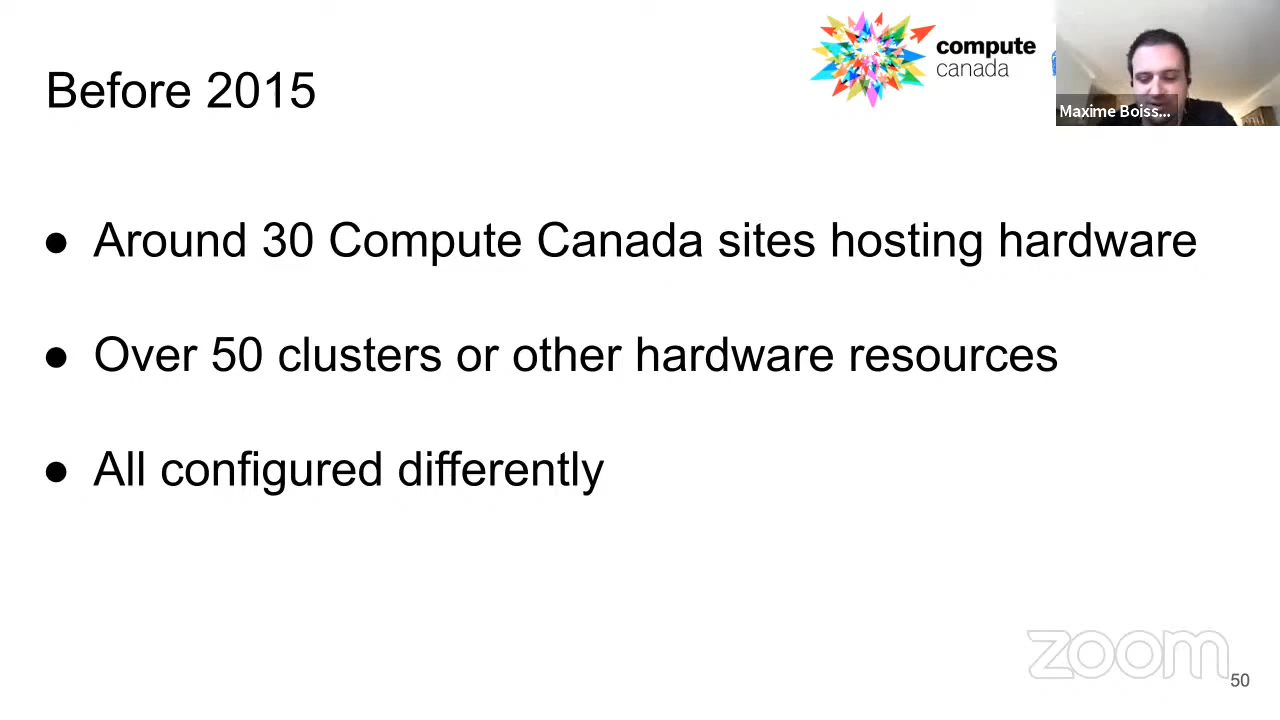 Before 2015
compute
canada
Maxime Boiss...
● Around 30 Compute Canada sites hosting hardware
● Over 50 clusters or other hardware resources
● All configured differently
zoom
50